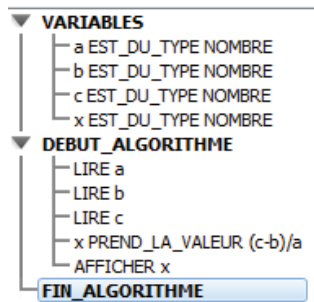 VARIABLES
a EST_DU_TYPE NOMBRE
b EST_DU_TYPE NOMBRE
c EST_DU_TYPE NOMBRE
x EST_DU_TYPE NOMBRE
DEBUT_ALGORITHME
LIRE a
LIRE b
LIRE c
x PREND_LA_VALEUR (c-b)/a
AFFICHER x
FIN_ALGORITHME